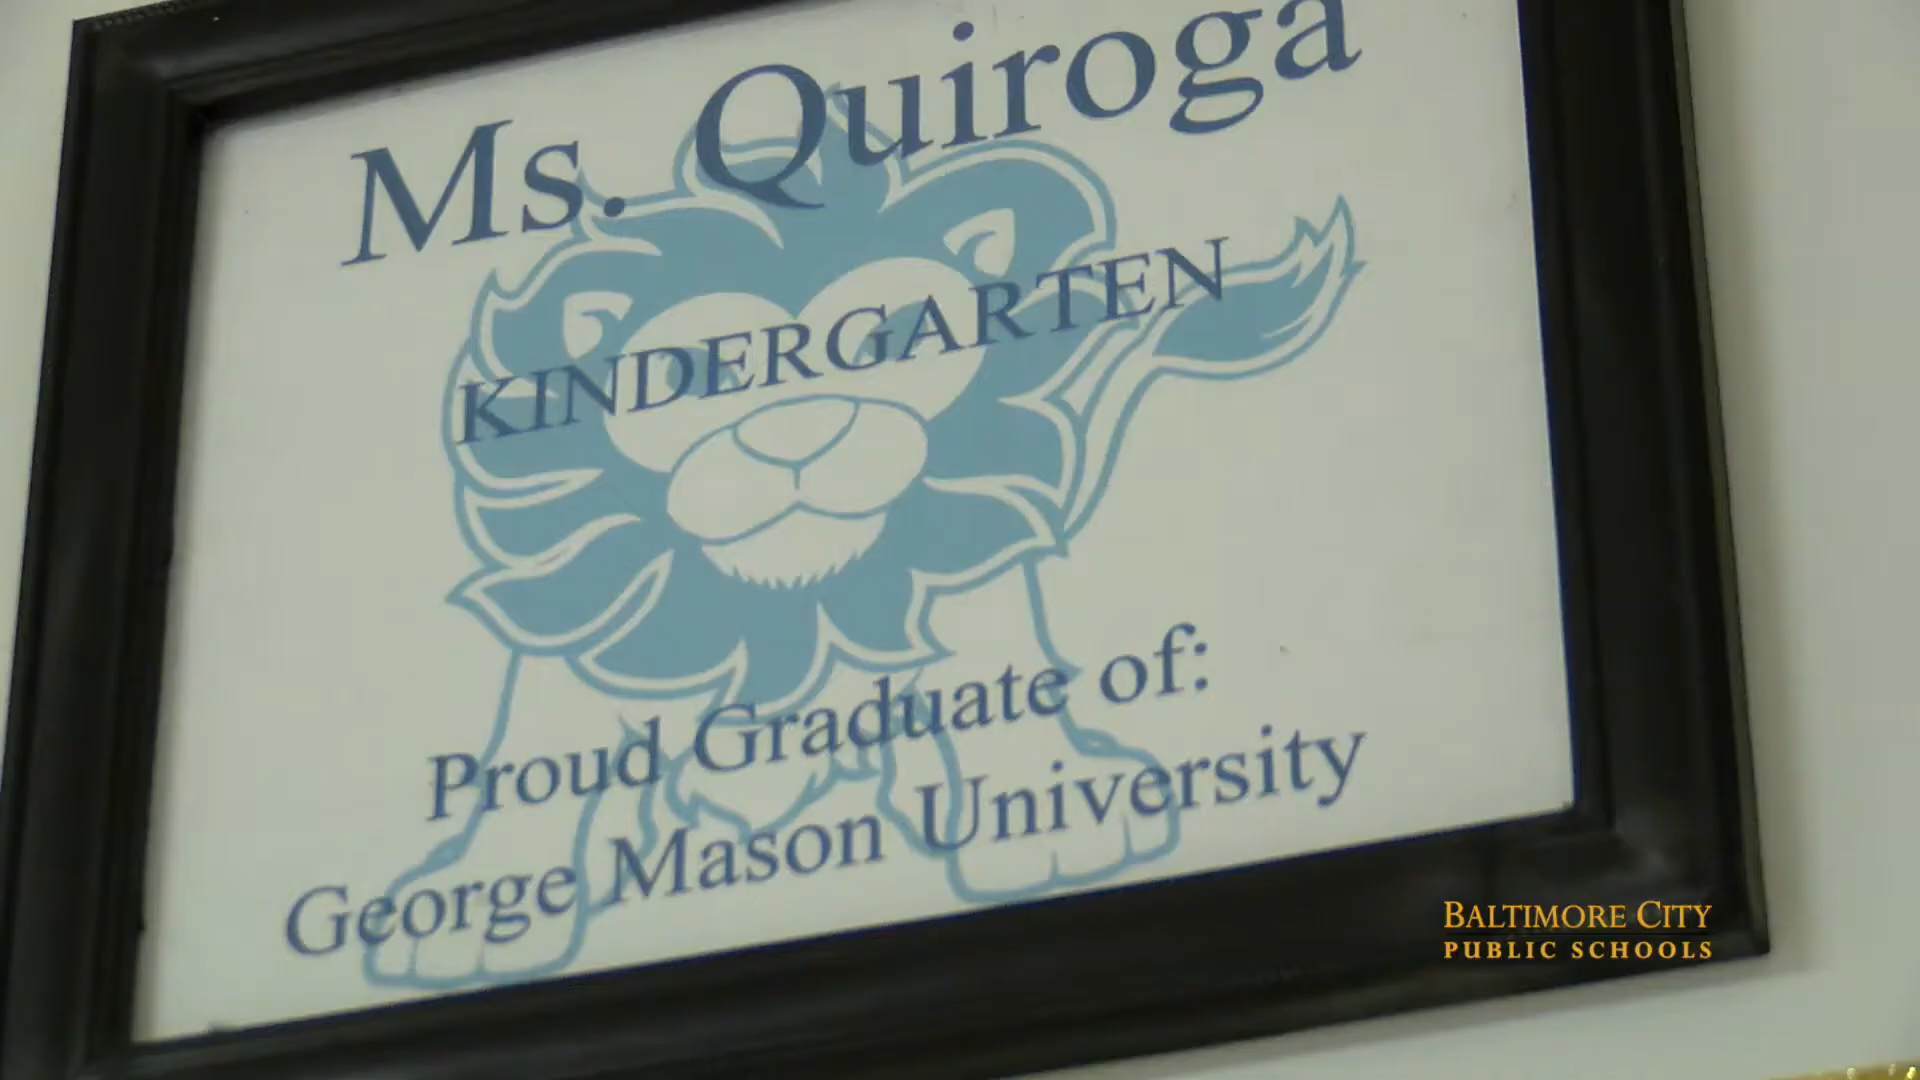 Ms. Quiroga
KINDERGARTEN
Proud Graduate of:
George Mason University
BALTIMORE CITY
PUBLIC SCHOOLS